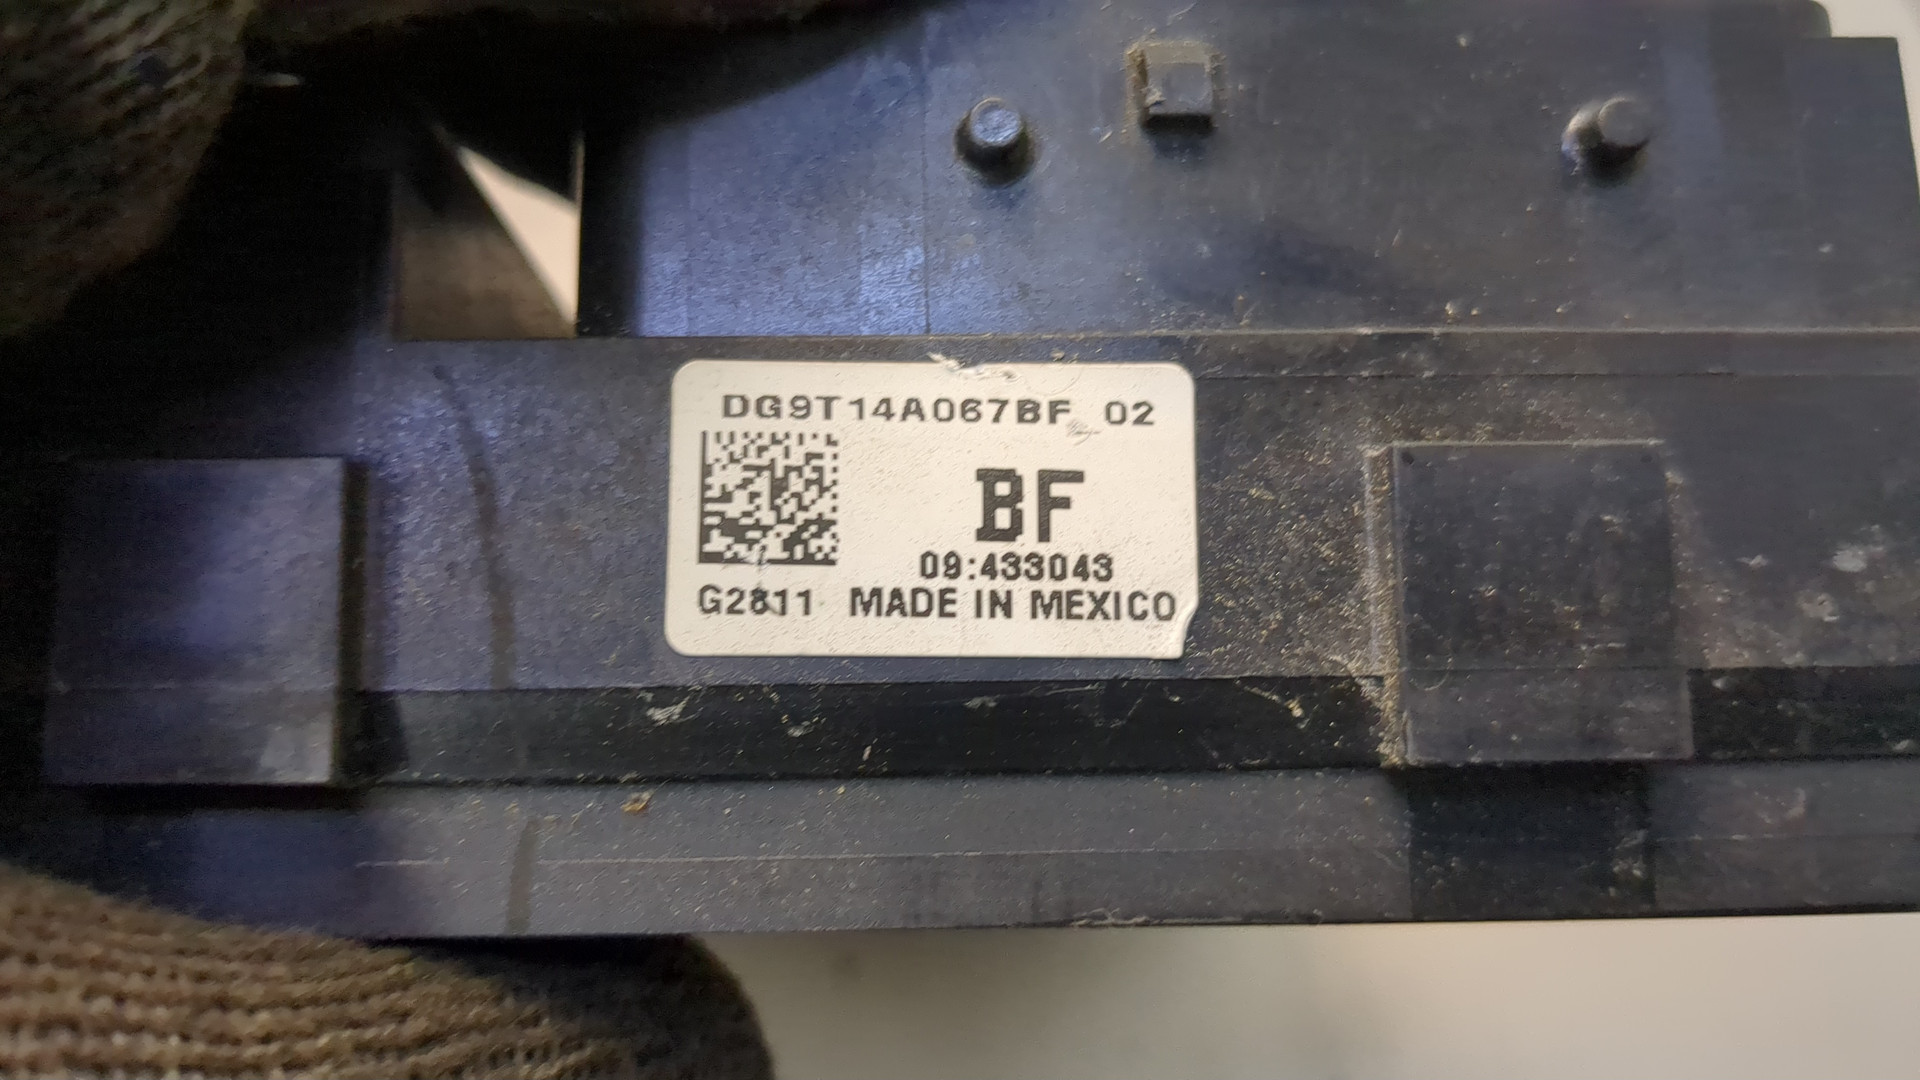 DG9T14A067BF 02
BF
09:433043
G2811 MADE IN MEXICO